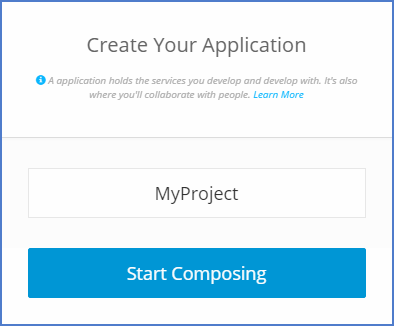 Create Your Application
A application holds the services you develop and develop with. It's also
where you'll collaborate with people. Learn More
MyProject
Start Composing